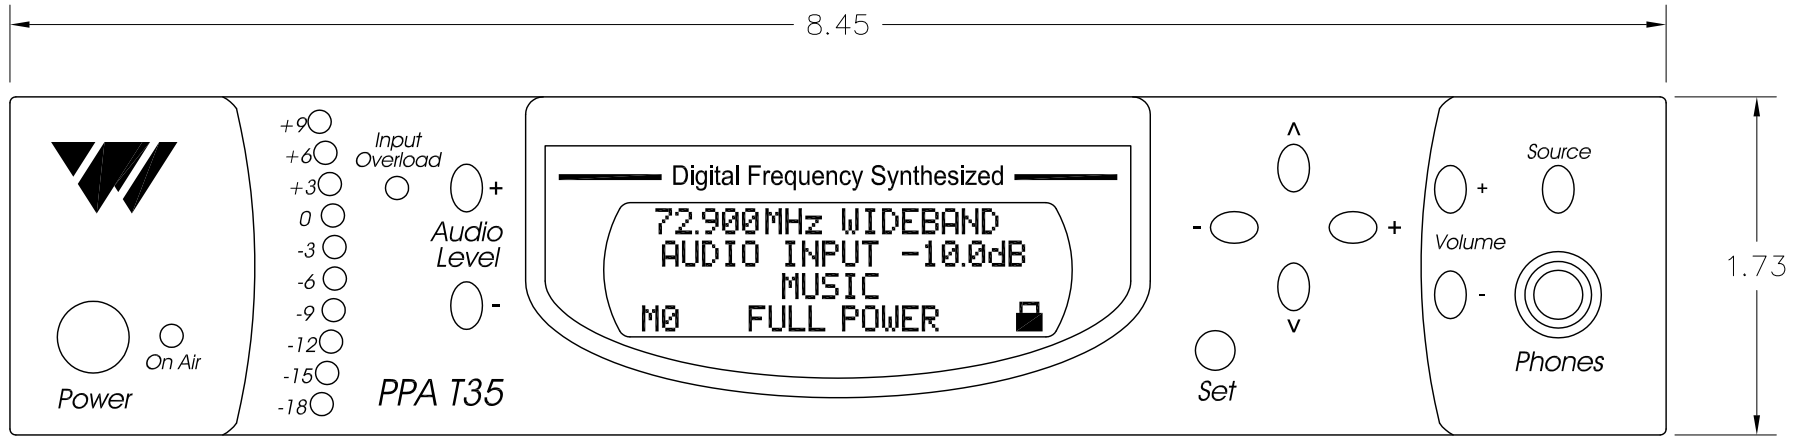 8.45
+9
+6
+3
0
-3
-6
-9
-12
-15
-18
Input
Overload
+
Audio
Level
-
On Air
Power
PPA T35
Digital Frequency Synthesized
72.900MHz WIDEBAND
AUDIO INPUT -10.0dB
MUSIC
M0 FULL POWER
^
- +
v
Set
+
Volume
-
Source
Phones
1.73